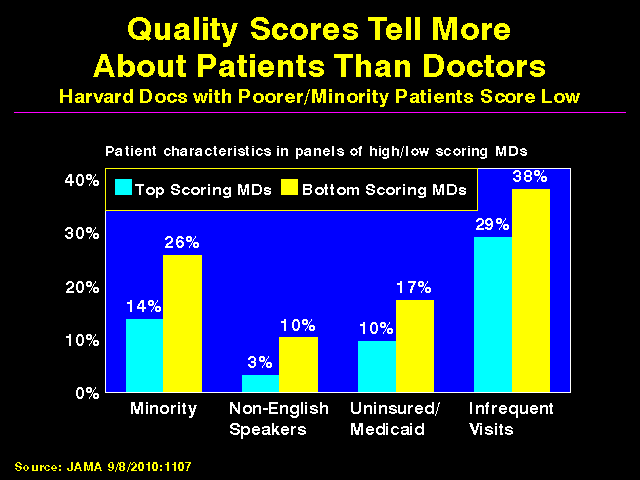 Quality Scores Tell More
About Patients Than Doctors
Harvard Docs with Poorer/Minority Patients Score Low
Patient characteristics in panels of high/low scoring MDs
40%
30%
20%
10%
0%
Top Scoring MDs
Bottom Scoring MDs
14%
26%
3%
10%
10%
17%
29%
38%
Minority
Non-English
Speakers
Uninsured/
Medicaid
Infrequent
Visits
Source: JAMA 9/8/2010:1107